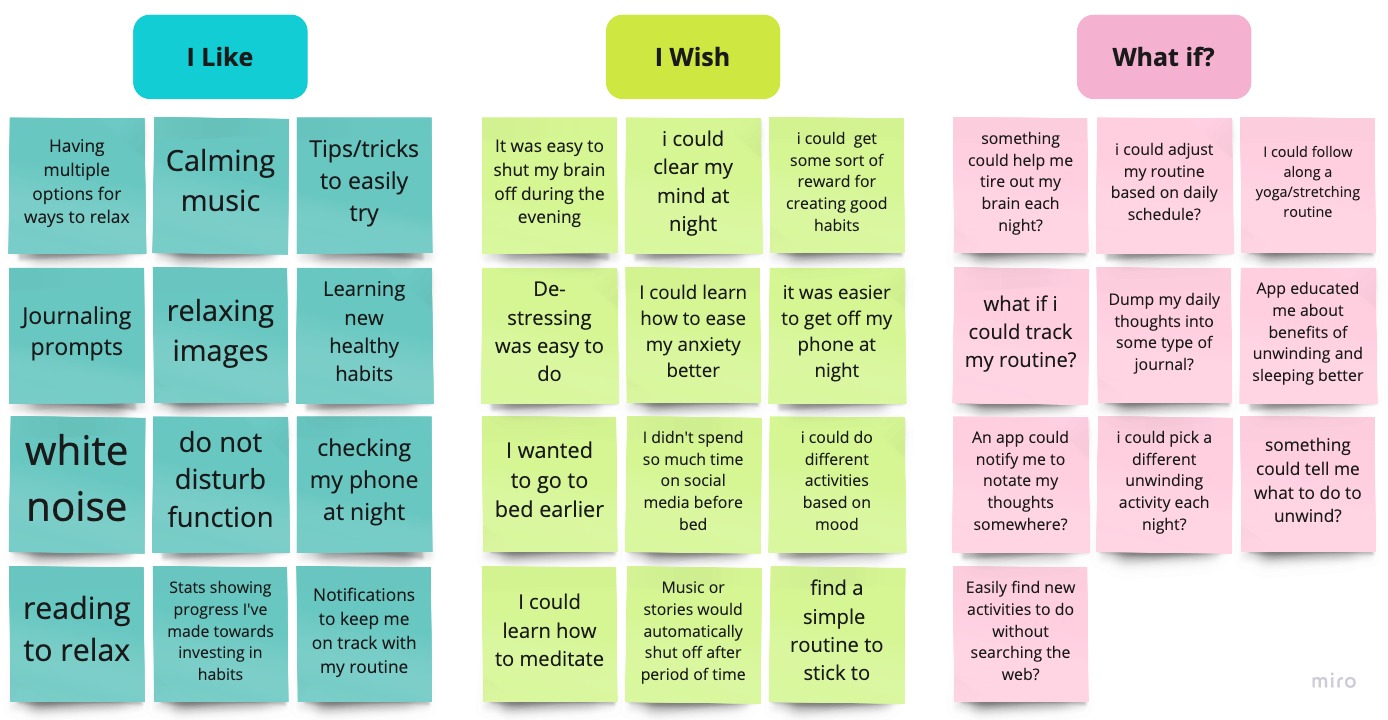 I Like
Having
multiple
options for
ways to relax
Calming
music
Tips/tricks
to easily
try
Journaling
prompts
relaxing
images
Learning
new
healthy
habits
white
noise
do not
disturb
function
checking
my phone
at night
reading
to relax
Stats showing
progress I've
made towards
investing in
habits
Notifications
to keep me
on track with
my routine
I Wish
It was easy to
shut my brain
off during the
evening
i could
clear my
mind at
night
i could  get
some sort of
reward for
creating good
habits
De-
stressing
was easy to
do
I could learn
how to ease
my anxiety
better
it was easier
to get off my
phone at
night
I wanted
to go to
bed earlier
I didn't spend
so much time
on social
media before
bed
i could do
different
activities
based on
mood
I could
learn how
to meditate
Music or
stories would
automatically
shut off after
period of time
find a
simple
routine to
stick to
What if?
something
could help me
tire out my
brain each
night?
i could adjust
my routine
based on daily
schedule?
I could follow
along a
yoga/stretching
routine
what if i
could track
my routine?
Dump my daily
thoughts into
some type of
journal?
App educated
me about
benefits of
unwinding and
sleeping better
An app could
notify me to
notate my
thoughts
somewhere?
i could pick a
different
unwinding
activity each
night?
something
could tell me
what to do to
unwind?
Easily find new
activities to do
without
searching the
web?
miro